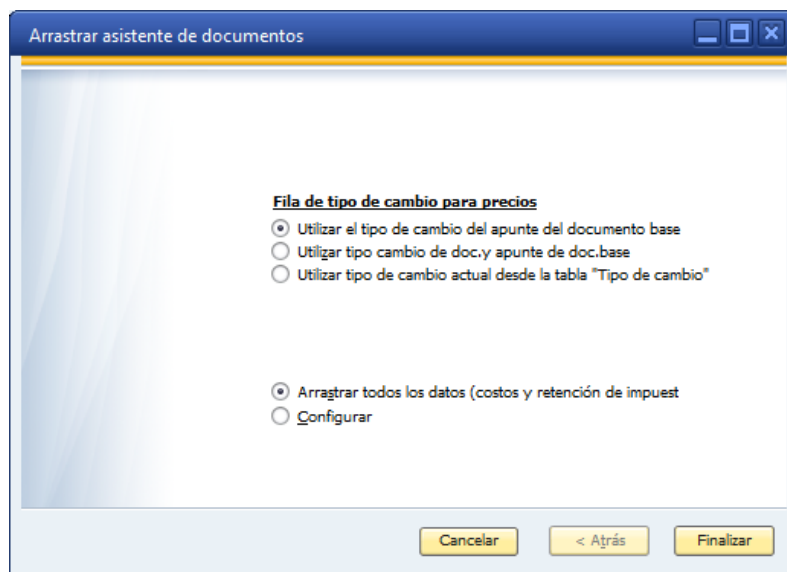 Arrastrar asistente de documentos
Fila de tipo de cambio para precios
Utilizar el tipo de cambio del apunte del documento base
Utilizar tipo cambio de doc.y apunte de doc.base
Utilizar tipo de cambio actual desde la tabla "Tipo de cambio"
Arrastrar todos los datos (costos y retención de impuest
Configurar
Cancelar
< Atrás
Finalizar